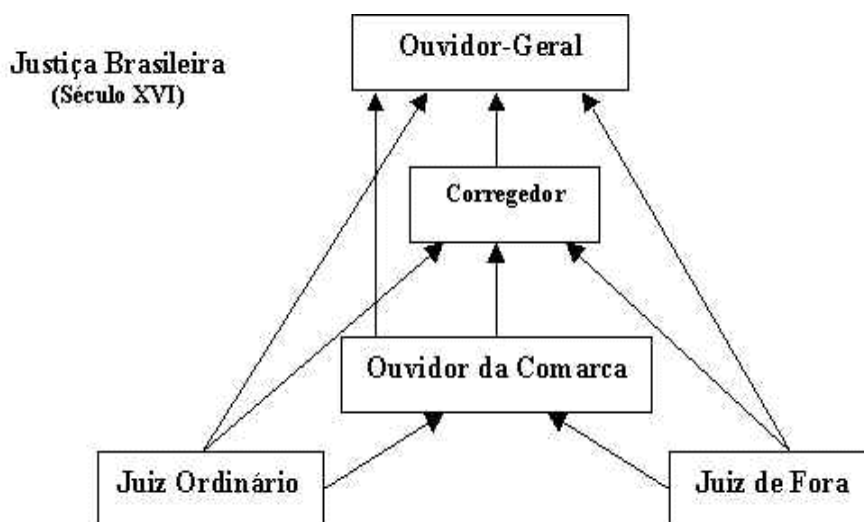 Justiça Brasileira
(Século XVI)
Ouvidor-Geral
Corregedor
Ouvidor da Comarca
Juiz Ordinário
Juiz de Fora